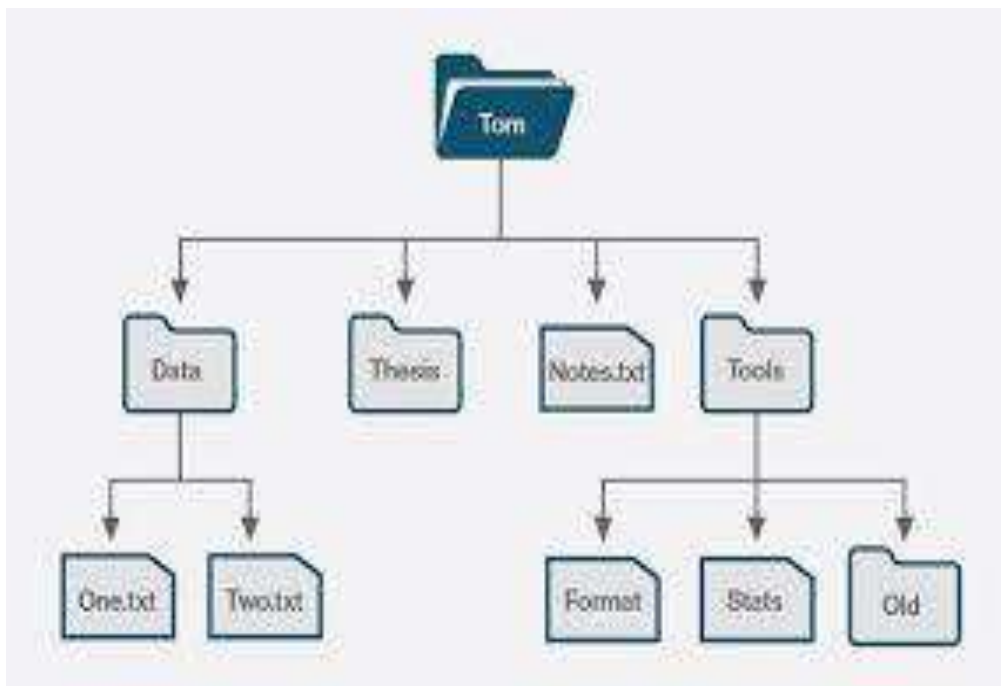 Tom
Data
Thesis
Notes.txt
Tools
One.txt
Two.txt
Format
Stats
Old